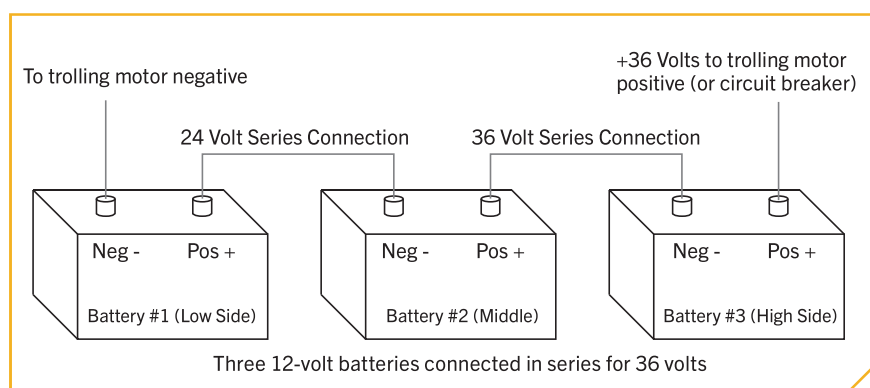 To trolling motor negative
+36 Volts to trolling motor
positive (or circuit breaker)
24 Volt Series Connection
36 Volt Series Connection
Neg -
Pos +
Neg -
Pos +
Neg -
Pos +
Battery #1 (Low Side)
Battery #2 (Middle)
Battery #3 (High Side)
Three 12-volt batteries connected in series for 36 volts